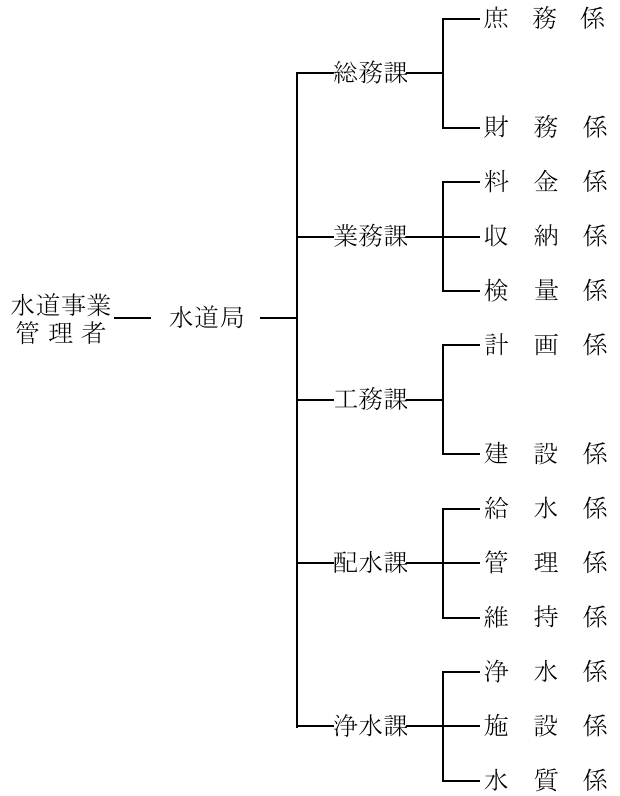 水道事業
管理者
水道局
総務課
庶務係
財務係
業務課
料金係
収納係
検量係
工務課
計画係
建設係
配水課
給水係
管理係
維持係
浄水課
浄水係
施設係
水質係